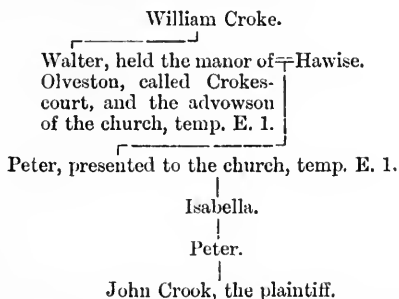 William Croke.
Walter, held the manor of=Hawise.
Olveston, called Crokes-
court, and the advowson
of the church, temp. E. 1.
Peter, presented to the church, temp. E. 1.
Isabella.
Peter.
John Crook, the plaintiff.